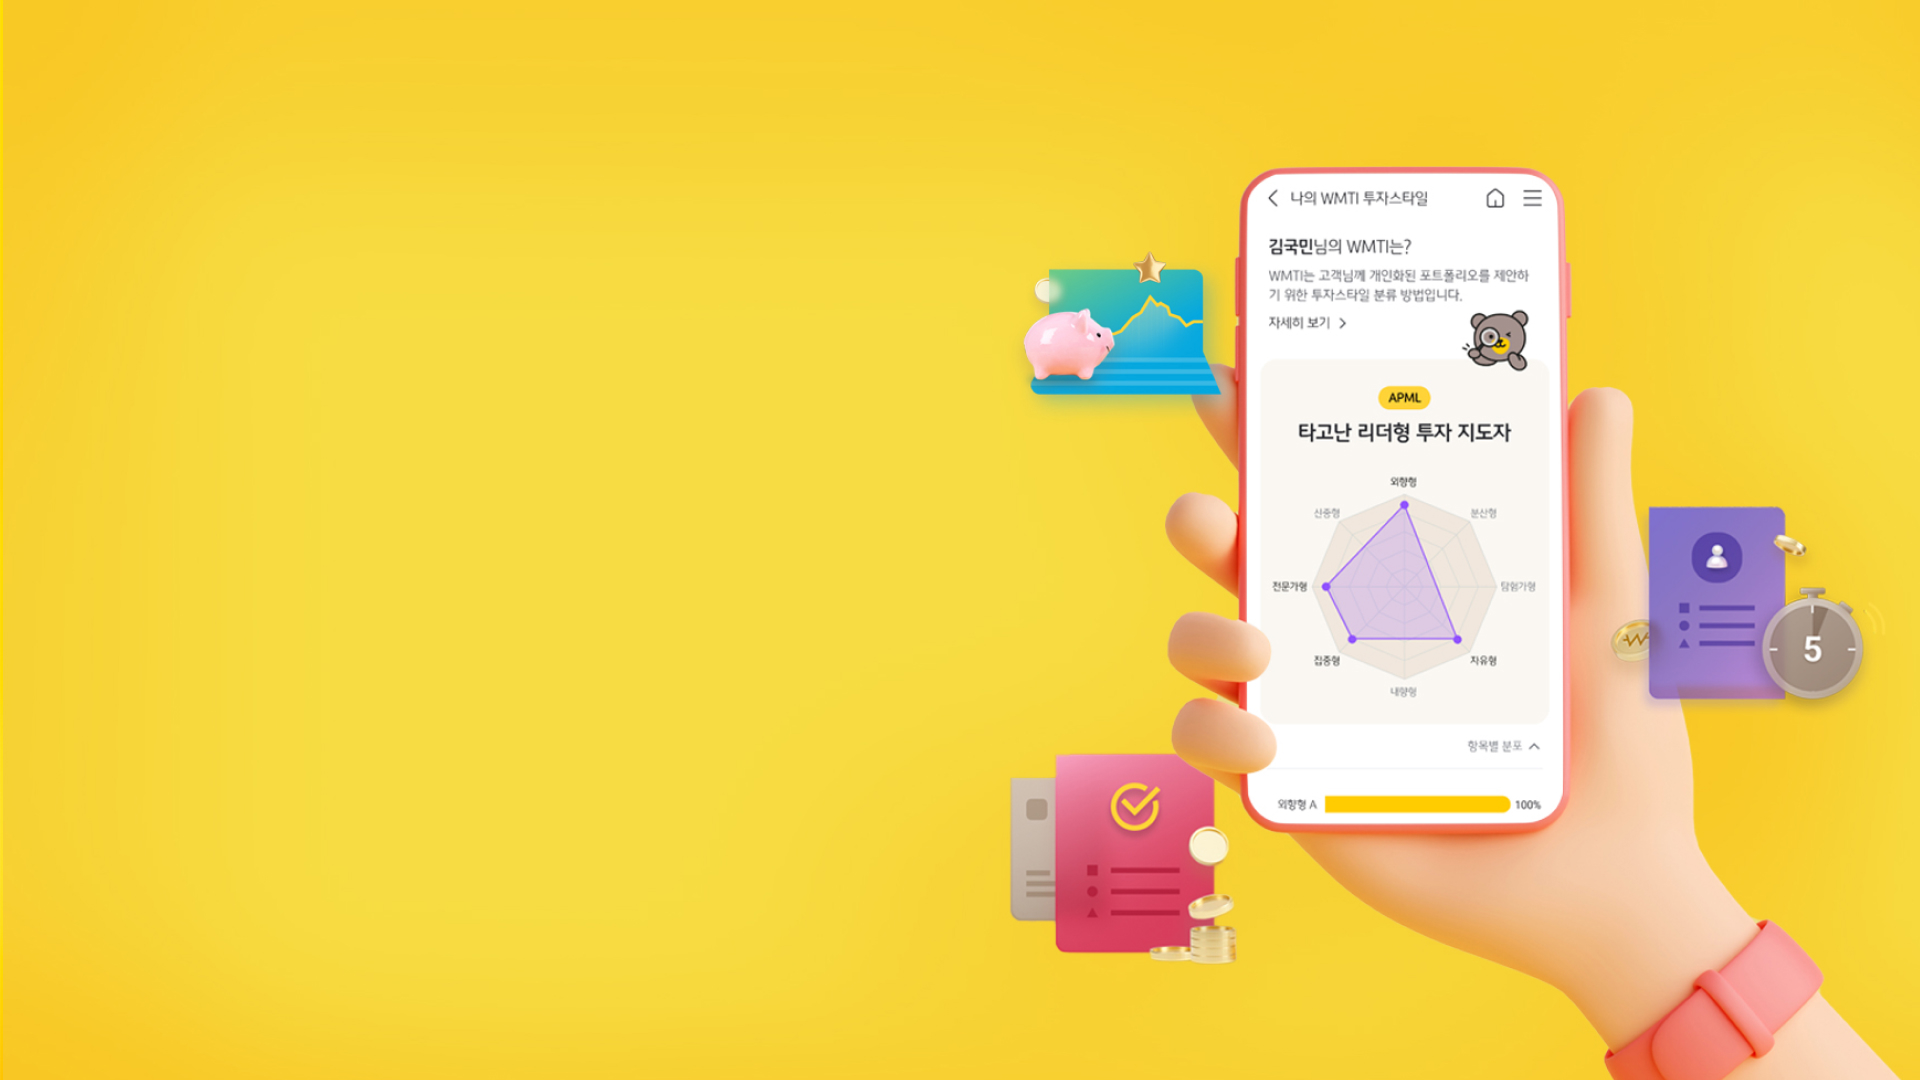 나의 WMTI 투자스타일
김국민님의 WMTI는?
WMTI는 고객님께 개인화된 포트폴리오를 제안하
기 위한 투자스타일 분류 방법입니다.
자세히 보기
APML
타고난 리더형 투자 지도자
외향형
신중형
분산형
전문가형
탐험가형
집중형
자유형
내향형
항목별 분포
외향형 A
100%
5